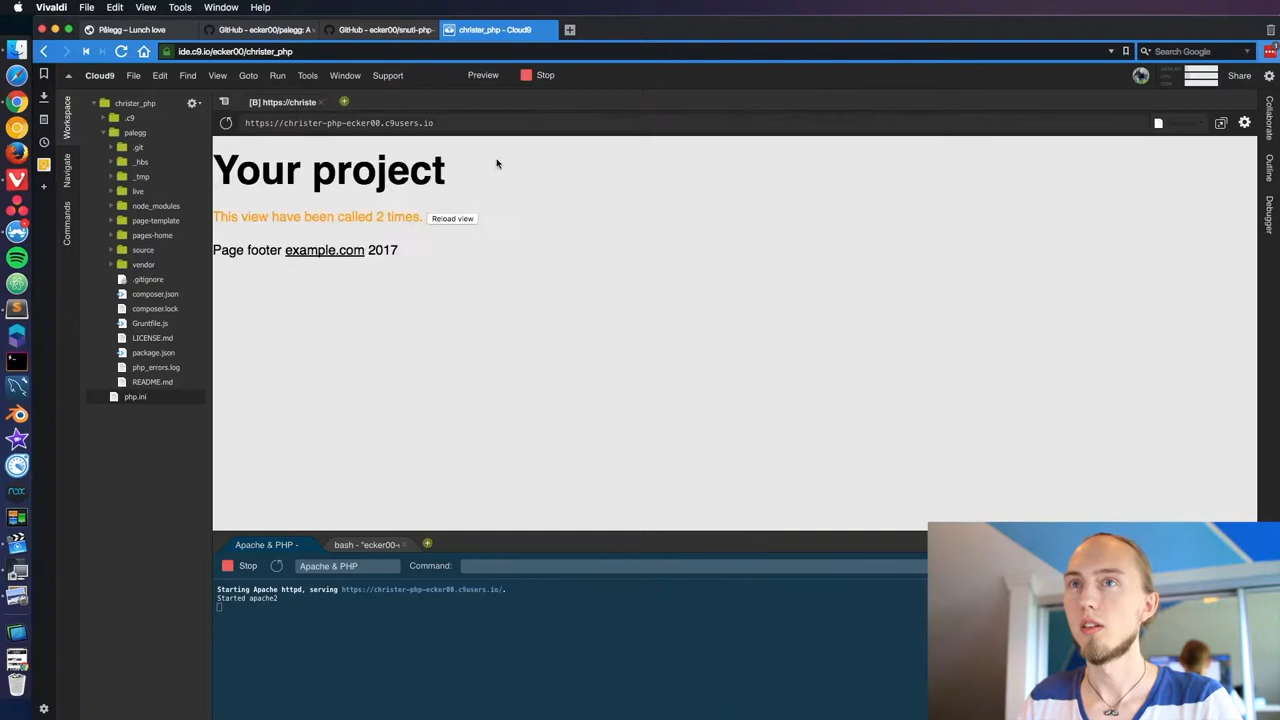 Vivaldi File Edit View Tools Window Help
Pålegg – Lunch love
GitHub - ecker00/palegg: A v
GitHub - ecker00/snuti-php-
christer_php - Cloud9
ide.c9.io/ecker00/christer_php
Search Google
Cloud9 File Edit Find View Goto Run Tools Window Support
Preview Stop
MEMORY
CPU
DISK
Share
Workspace
Navigate
Commands
christer_php
.c9
palegg
.git
_hbs
_tmp
live
node_modules
page-template
pages-home
source
vendor
.gitignore
composer.json
composer.lock
Gruntfile.js
LICENSE.md
package.json
php_errors.log
README.md
php.ini
[B] https://christe
https://christer-php-ecker00.c9users.io
Your project
This view have been called 2 times. Reload view
Page footer example.com 2017
Collaborate
Outline
Debugger
Apache & PHP -
bash - "ecker00-
Stop Apache & PHP Command:
Starting Apache httpd, serving https://christer-php-ecker00.c9users.io/.
Started apache2
nox